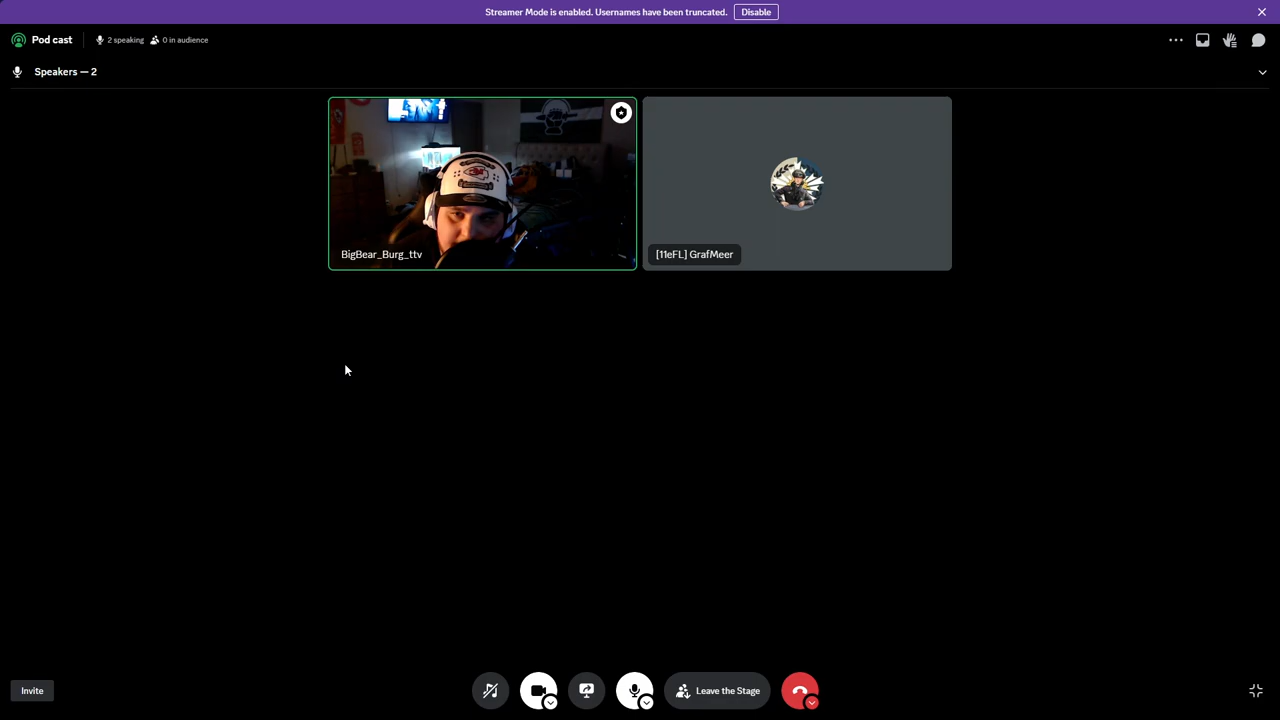 Streamer Mode is enabled. Usernames have been truncated. Disable
Pod cast 2 speaking 0 in audience
Speakers — 2
BigBear_Burg_ttv
[11eFL] GrafMeer
Invite
Leave the Stage